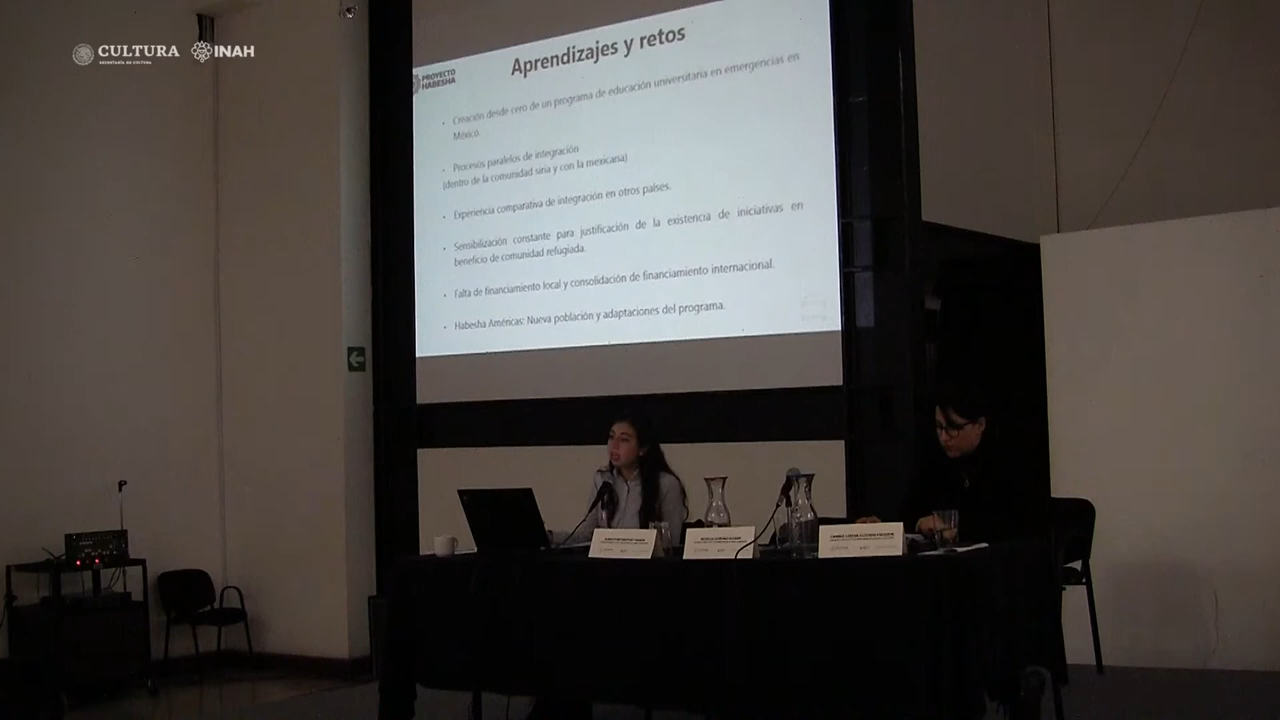 CULTURA
SECRETARÍA DE CULTURA
INAH
PROYECTO
HABESHA
Aprendizajes y retos
• Creación desde cero de un programa de educación universitaria en emergencias en
México.
• Procesos paralelos de integración
(dentro de la comunidad siria y con la mexicana)
• Experiencia comparativa de integración en otros países.
• Sensibilización constante para justificación de la existencia de iniciativas en
beneficio de comunidad refugiada.
• Falta de financiamiento local y consolidación de financiamiento internacional.
• Habesha Américas: Nueva población y adaptaciones del programa.